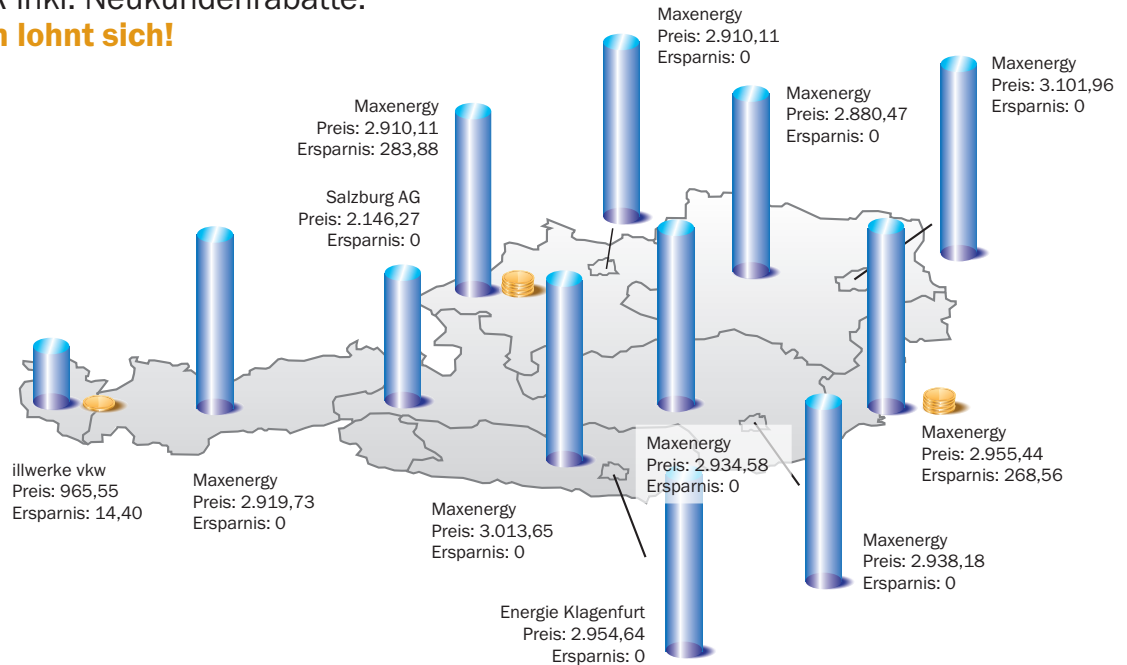 inkl. Neukundenrabatte.
lohnt sich!
Maxenergy
Preis: 2.910,11
Ersparnis: 0
Maxenergy
Preis: 3.101,96
Ersparnis: 0
Maxenergy
Preis: 2.880,47
Ersparnis: 0
Maxenergy
Preis: 2.910,11
Ersparnis: 283,88
Salzburg AG
Preis: 2.146,27
Ersparnis: 0
illwerke vkw
Preis: 965,55
Ersparnis: 14,40
Maxenergy
Preis: 2.919,73
Ersparnis: 0
Maxenergy
Preis: 3.013,65
Ersparnis: 0
Maxenergy
Preis: 2.934,58
Ersparnis: 0
Maxenergy
Preis: 2.955,44
Ersparnis: 268,56
Maxenergy
Preis: 2.938,18
Ersparnis: 0
Energie Klagenfurt
Preis: 2.954,64
Ersparnis: 0